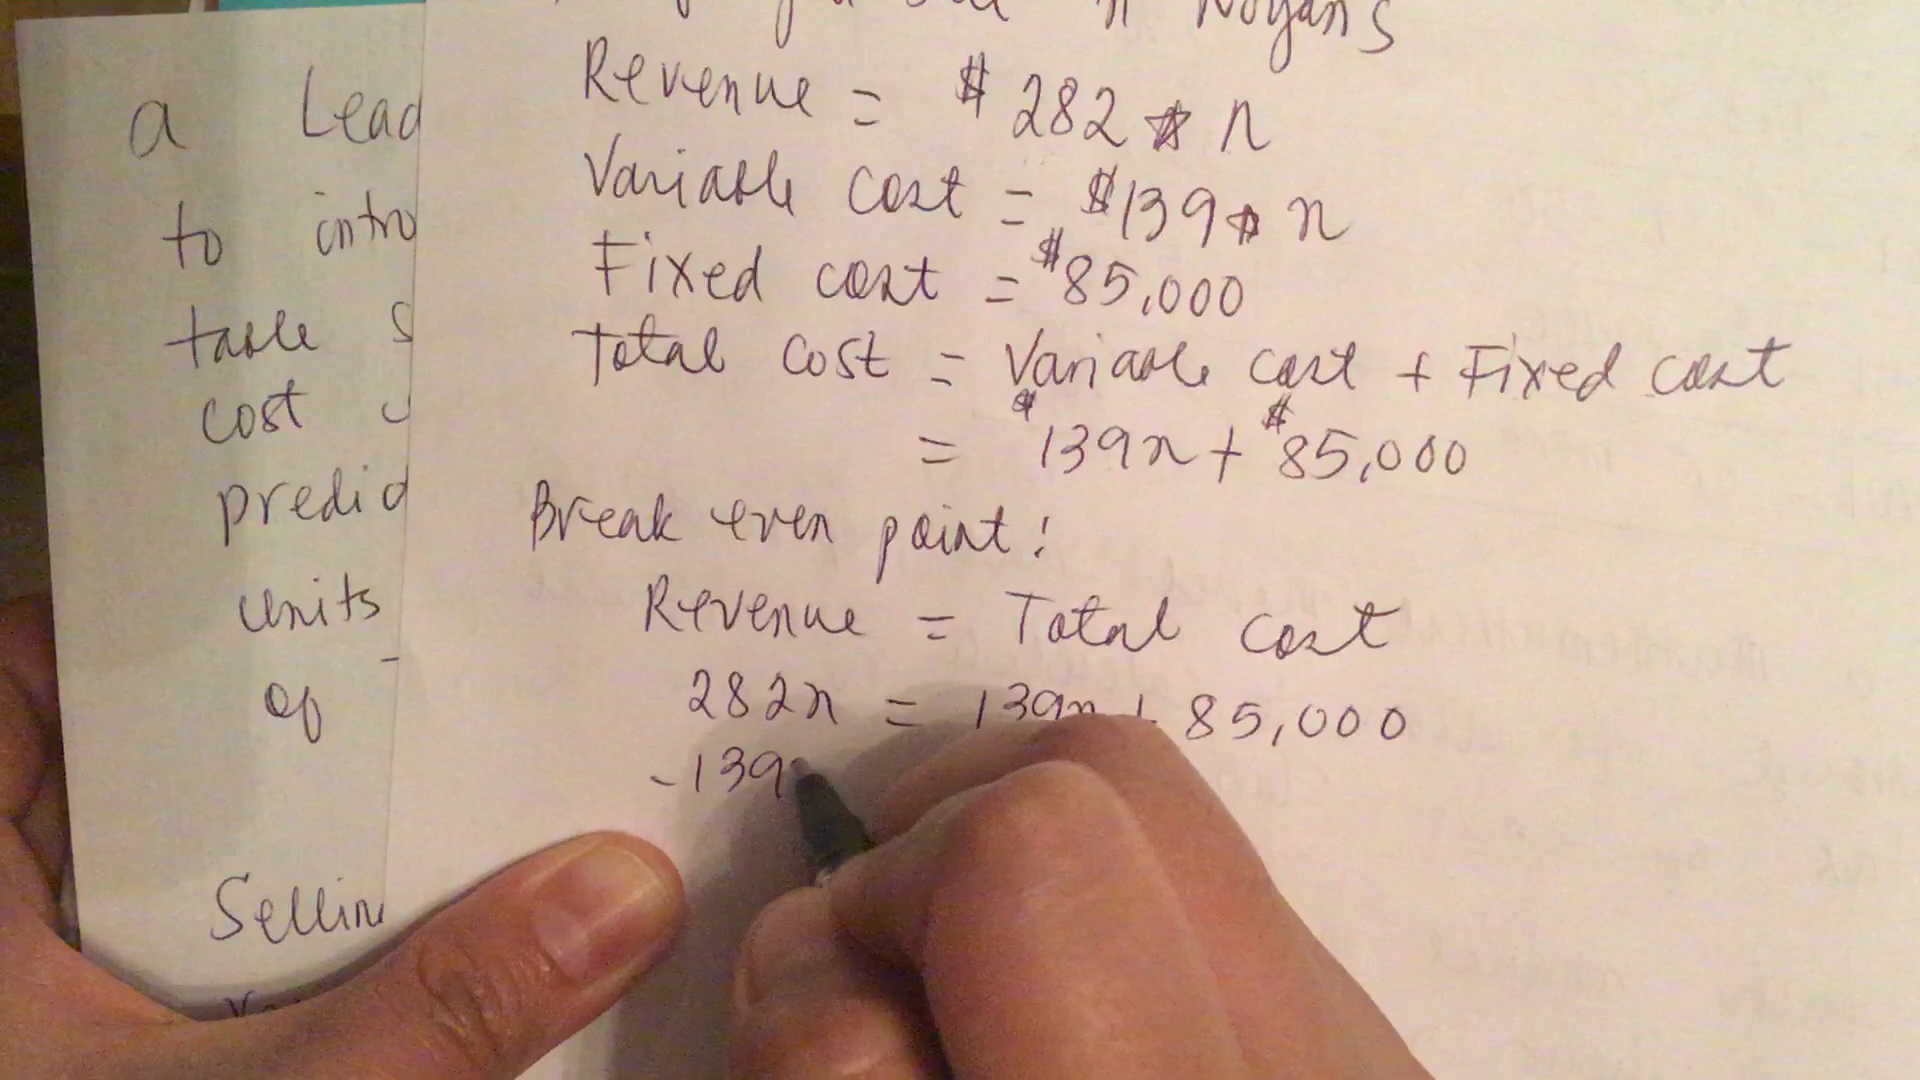 n
Revenue = $ 282 * n
Variable cost = $139 * n
Fixed cost = $85,000
Total cost = Variable cost + Fixed cost
= $139n + $85,000
Break even point:
Revenue = Total cost
282n = 139n + 85,000
-139
a Lead
to intro
table S
cost
predic
units
of
Sellin